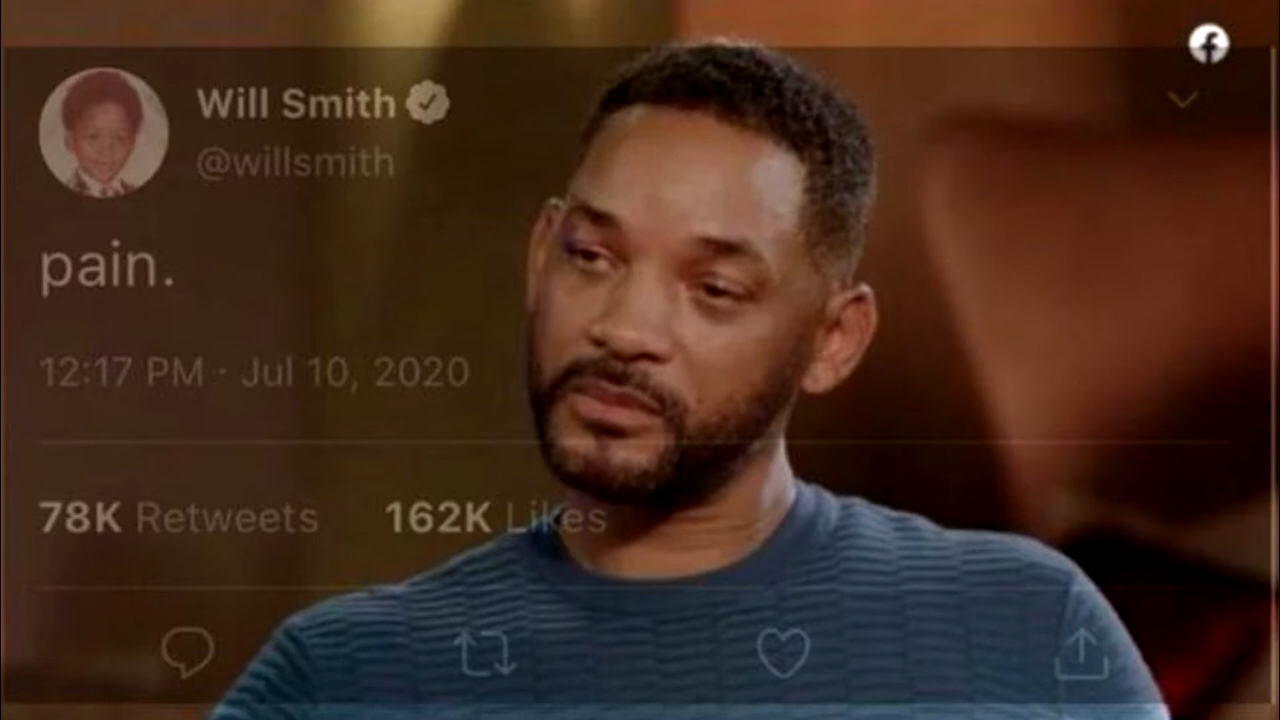 Will Smith
@willsmith
pain.
12:17 PM · Jul 10, 2020
78K Retweets 162K Likes